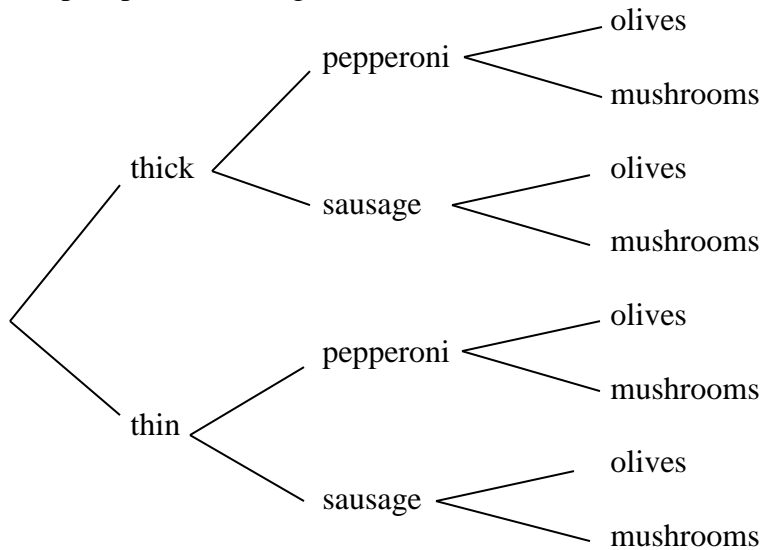 olives
pepperoni
mushrooms
thick
olives
sausage
mushrooms
olives
pepperoni
mushrooms
thin
olives
sausage
mushrooms